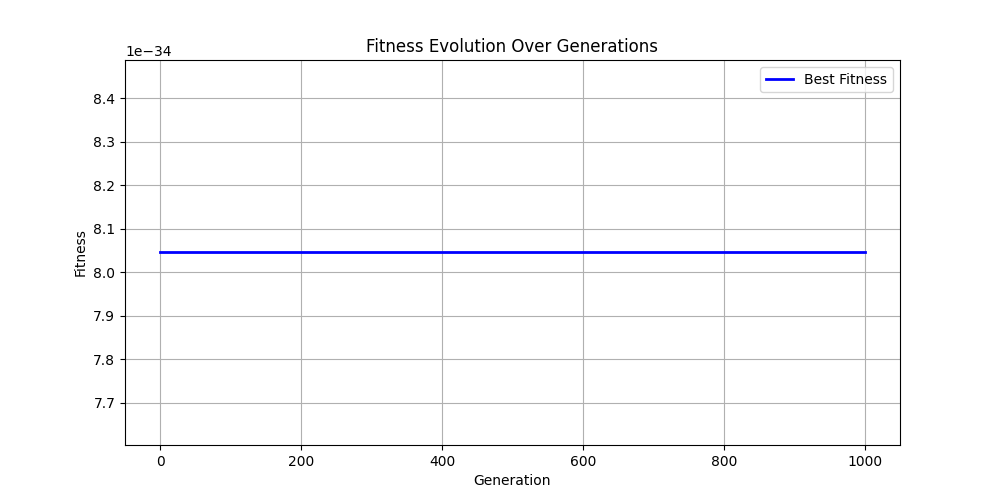 Fitness Evolution Over Generations
1e−34
Best Fitness
8.4
8.3
8.2
8.1
8.0
7.9
7.8
7.7
Fitness
0 200 400 600 800 1000
Generation